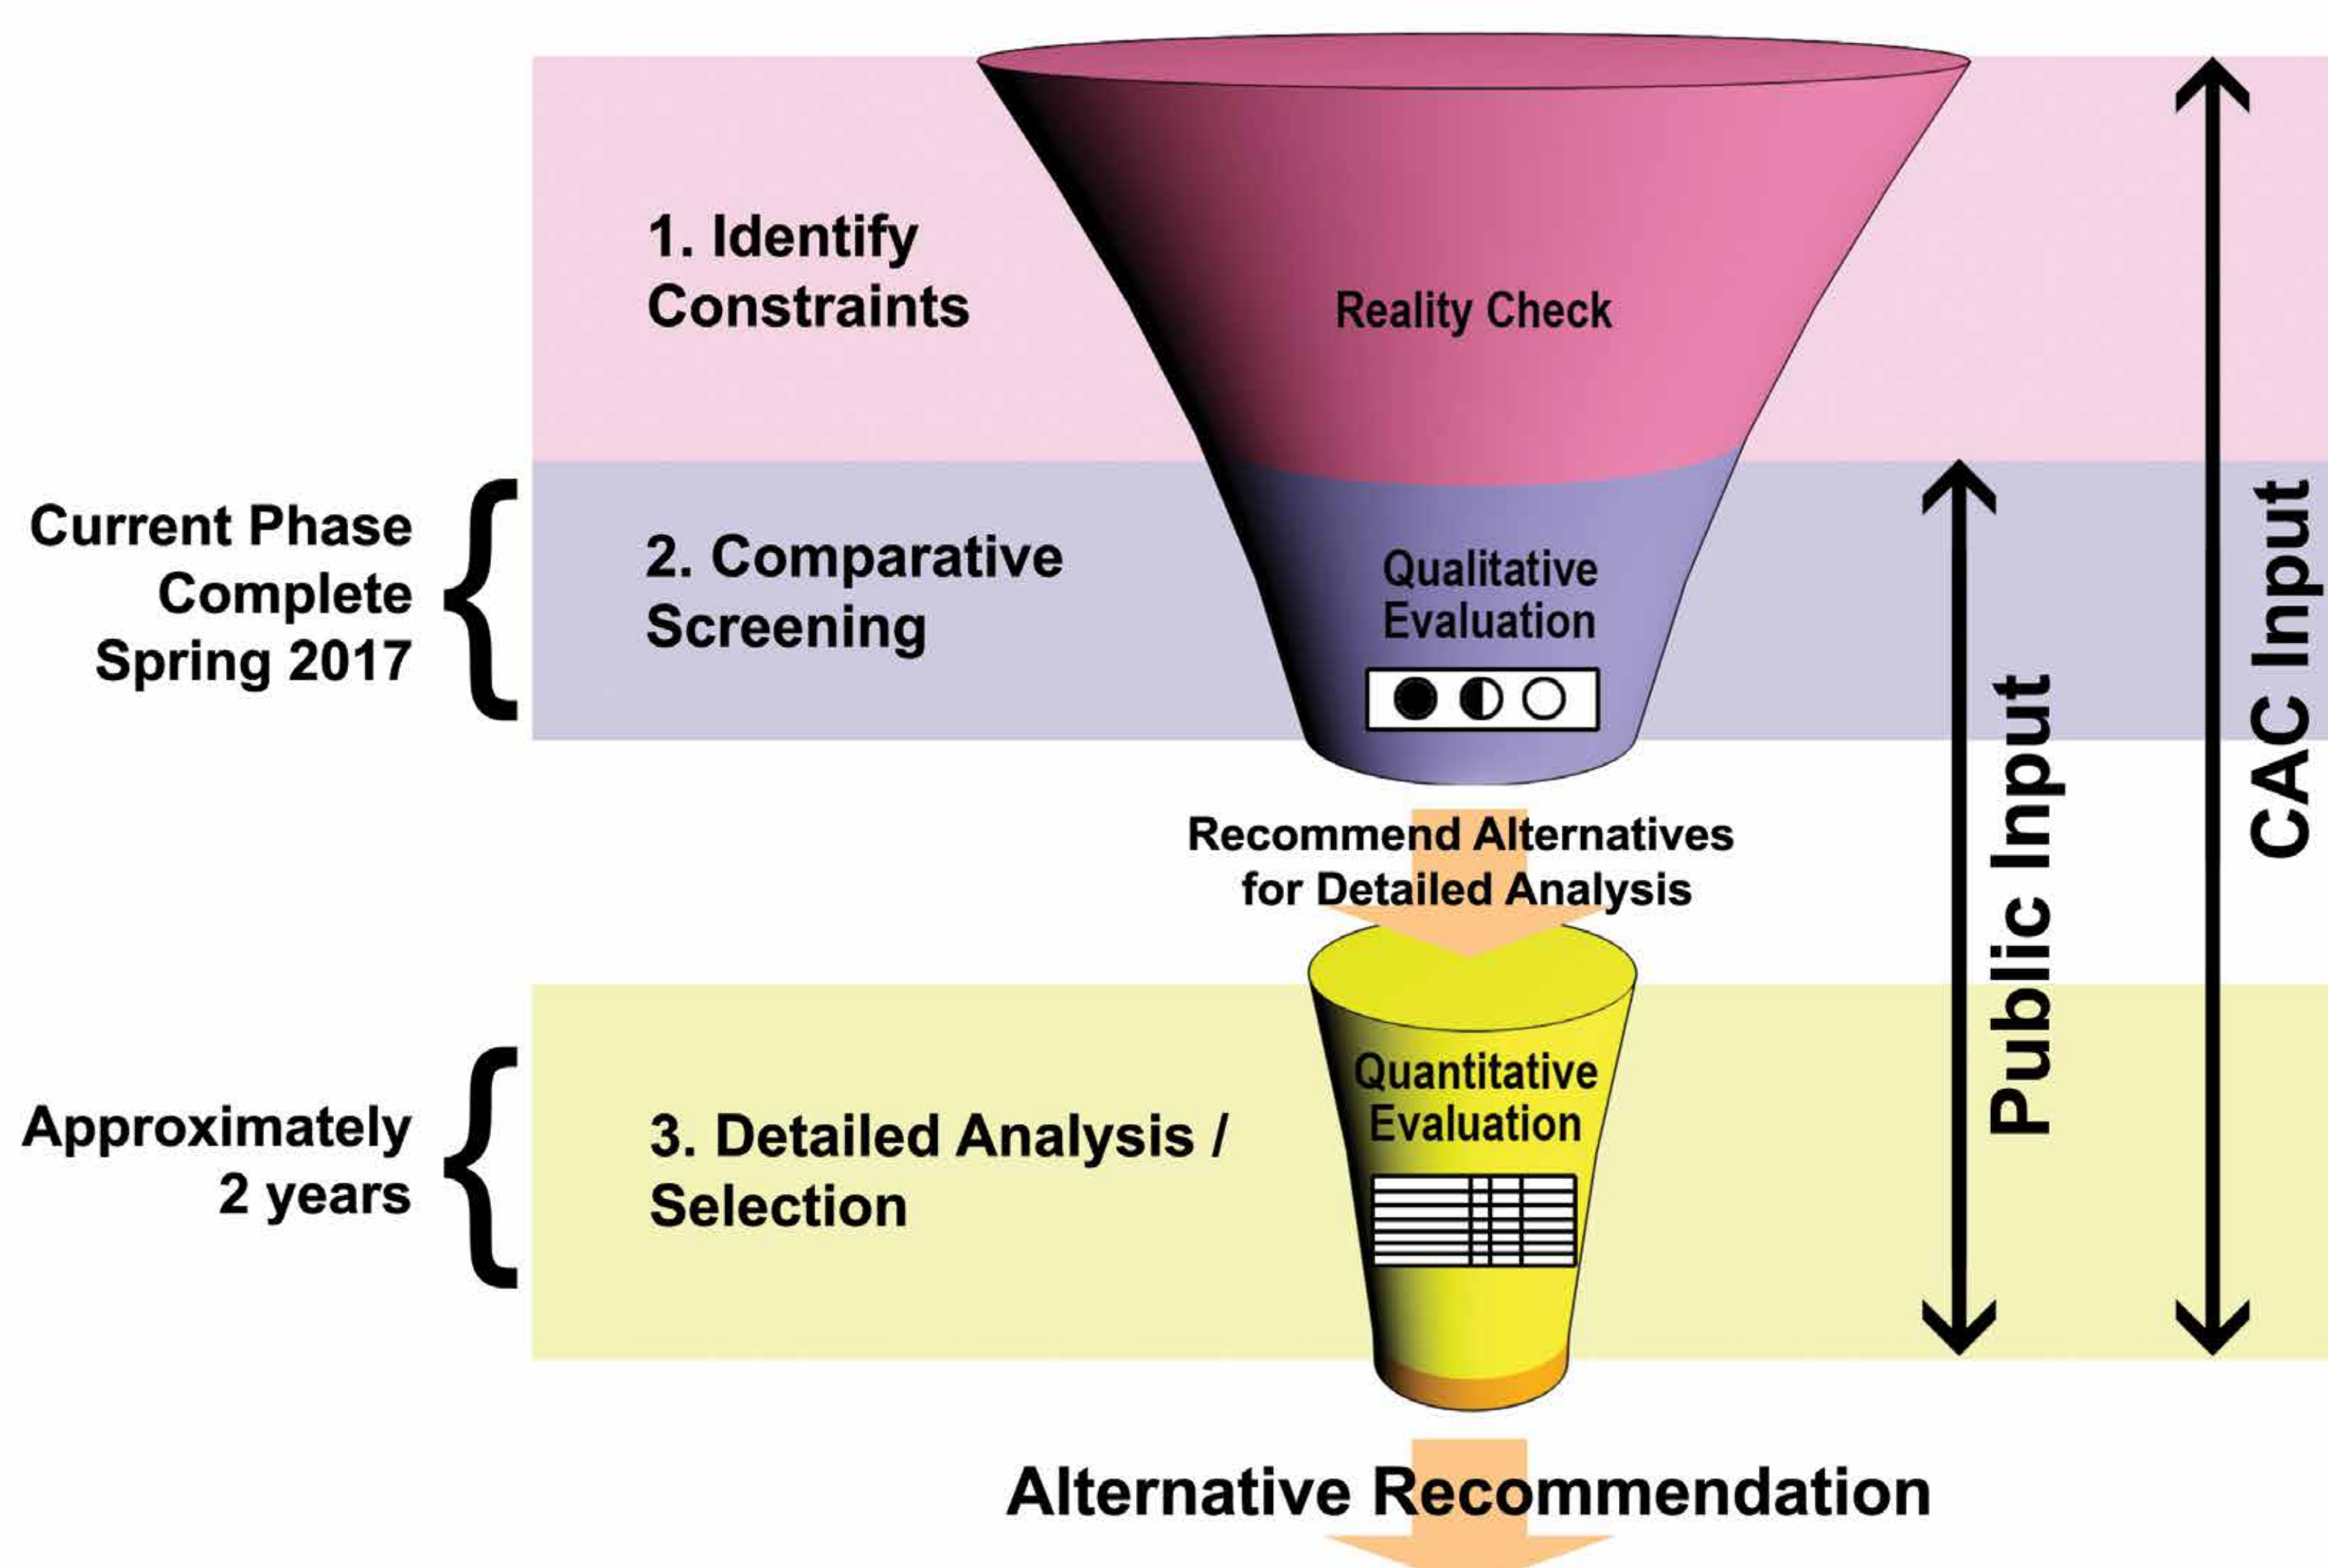 1. Identify
Constraints
Reality Check
Current Phase
Complete
Spring 2017
2. Comparative
Screening
Qualitative
Evaluation
Recommend Alternatives
for Detailed Analysis
Approximately
2 years
3. Detailed Analysis /
Selection
Quantitative
Evaluation
Public Input
CAC Input
Alternative Recommendation